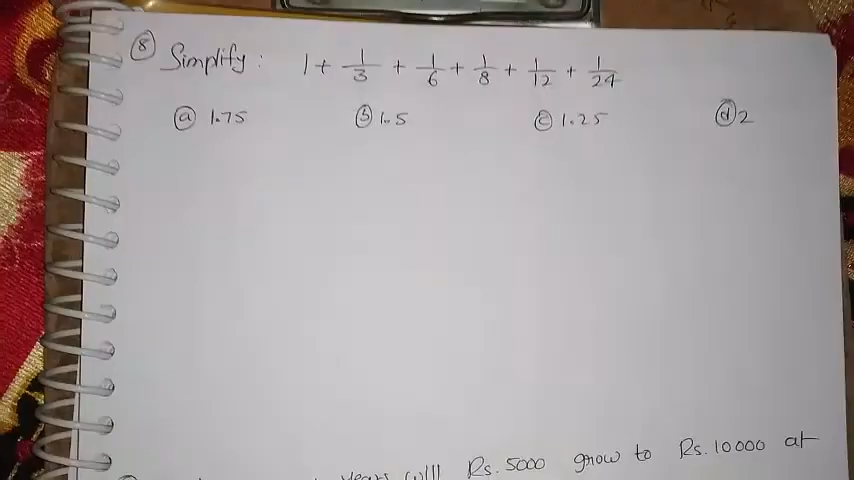 ⑧ Simplify: 1 + 1/3 + 1/6 + 1/8 + 1/12 + 1/24
ⓐ 1.75 ⓑ 1.5 ⓒ 1.25 ⓓ 2
years will Rs. 5000 grow to Rs. 10000 at